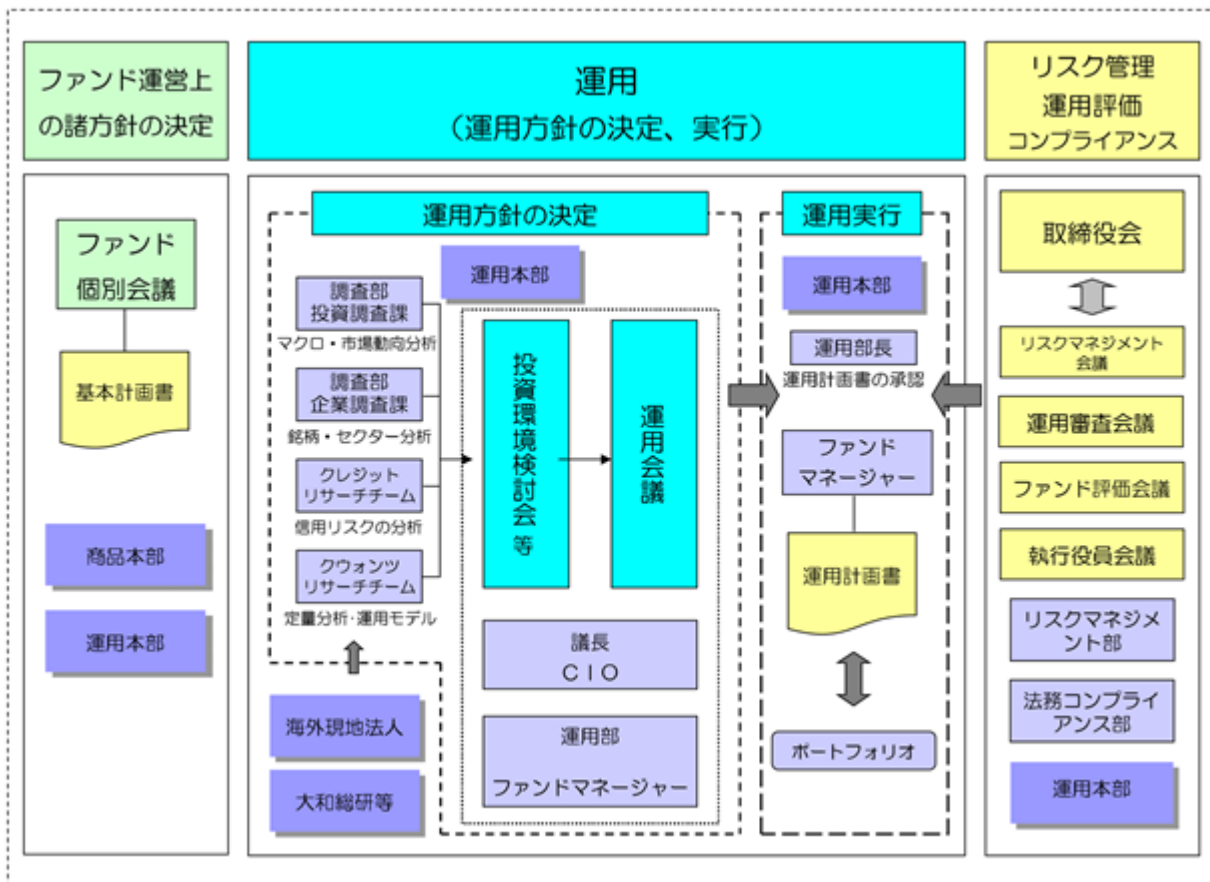 ファンド運営上
の諸方針の決定
運用
（運用方針の決定、実行）
リスク管理
運用評価
コンプライアンス
ファンド
個別会議
基本計画書
商品本部
運用本部
運用方針の決定
運用本部
調査部
投資調査課
マクロ・市場動向分析
調査部
企業調査課
銘柄・セクター分析
クレジット
リサーチチーム
信用リスクの分析
クウォンツ
リサーチチーム
定量分析・運用モデル
海外現地法人
大和総研等
投資環境検討会等
運用会議
議長
ＣＩＯ
運用部
ファンドマネージャー
運用実行
運用本部
運用部長
運用計画書の承認
ファンド
マネージャー
運用計画書
ポートフォリオ
取締役会
リスクマネジメント
会議
運用審査会議
ファンド評価会議
執行役員会議
リスクマネジメ
ント部
法務コンプライ
アンス部
運用本部